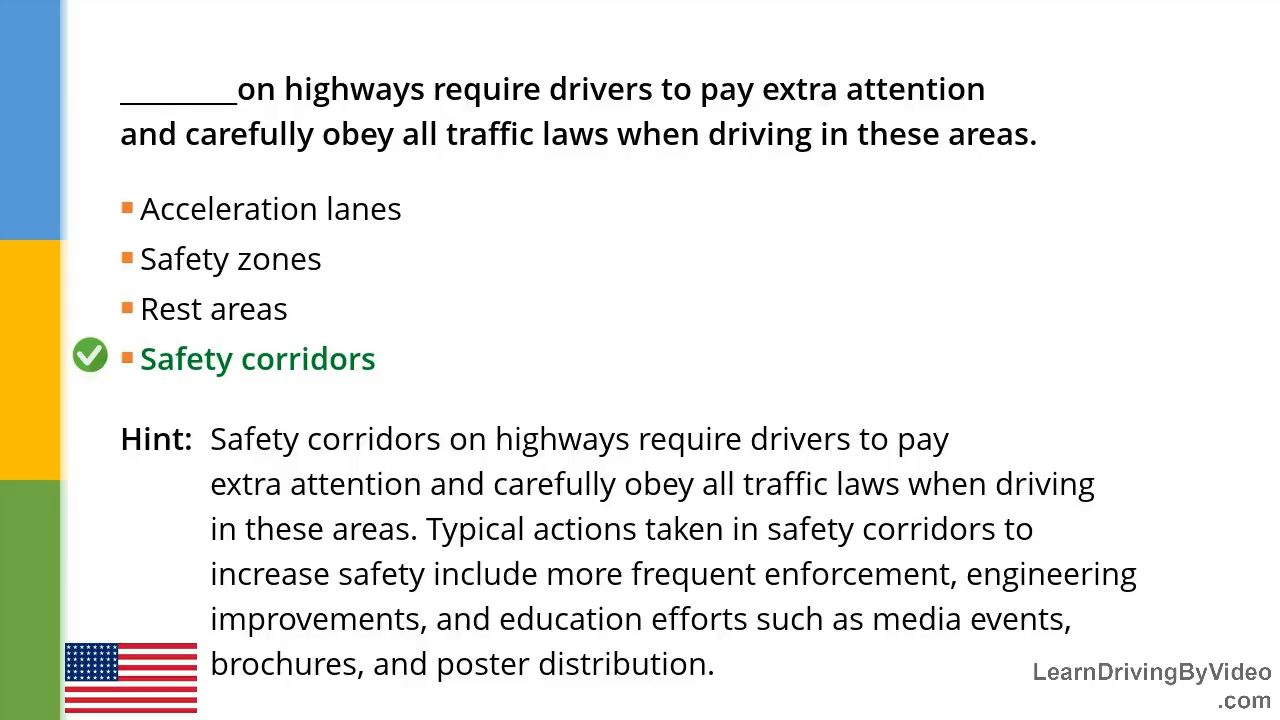 _________on highways require drivers to pay extra attention
and carefully obey all traffic laws when driving in these areas.
Acceleration lanes
Safety zones
Rest areas
Safety corridors
Hint: Safety corridors on highways require drivers to pay
extra attention and carefully obey all traffic laws when driving
in these areas. Typical actions taken in safety corridors to
increase safety include more frequent enforcement, engineering
improvements, and education efforts such as media events,
brochures, and poster distribution.
LearnDrivingByVideo
.com